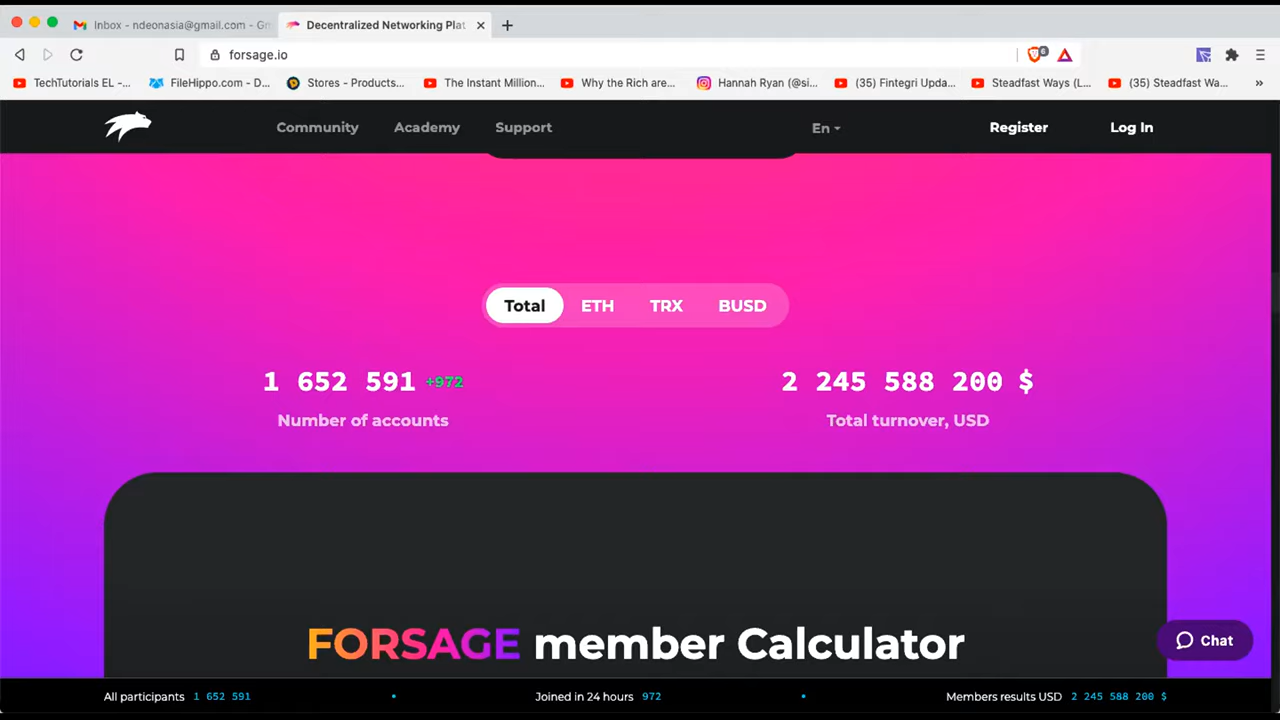 Inbox - ndeonasia@gmail.com - Gm
Decentralized Networking Plat
forsage.io
6
TechTutorials EL -... FileHippo.com - D... Stores - Products... The Instant Million... Why the Rich are... Hannah Ryan (@si... (35) Fintegri Upda... Steadfast Ways (L... (35) Steadfast Wa... »
Community Academy Support En Register Log In
Total ETH TRX BUSD
1 652 591 +972 2 245 588 200 $
Number of accounts Total turnover, USD
FORSAGE member Calculator
Chat
All participants 1 652 591 • Joined in 24 hours 972 • Members results USD 2 245 588 200 $